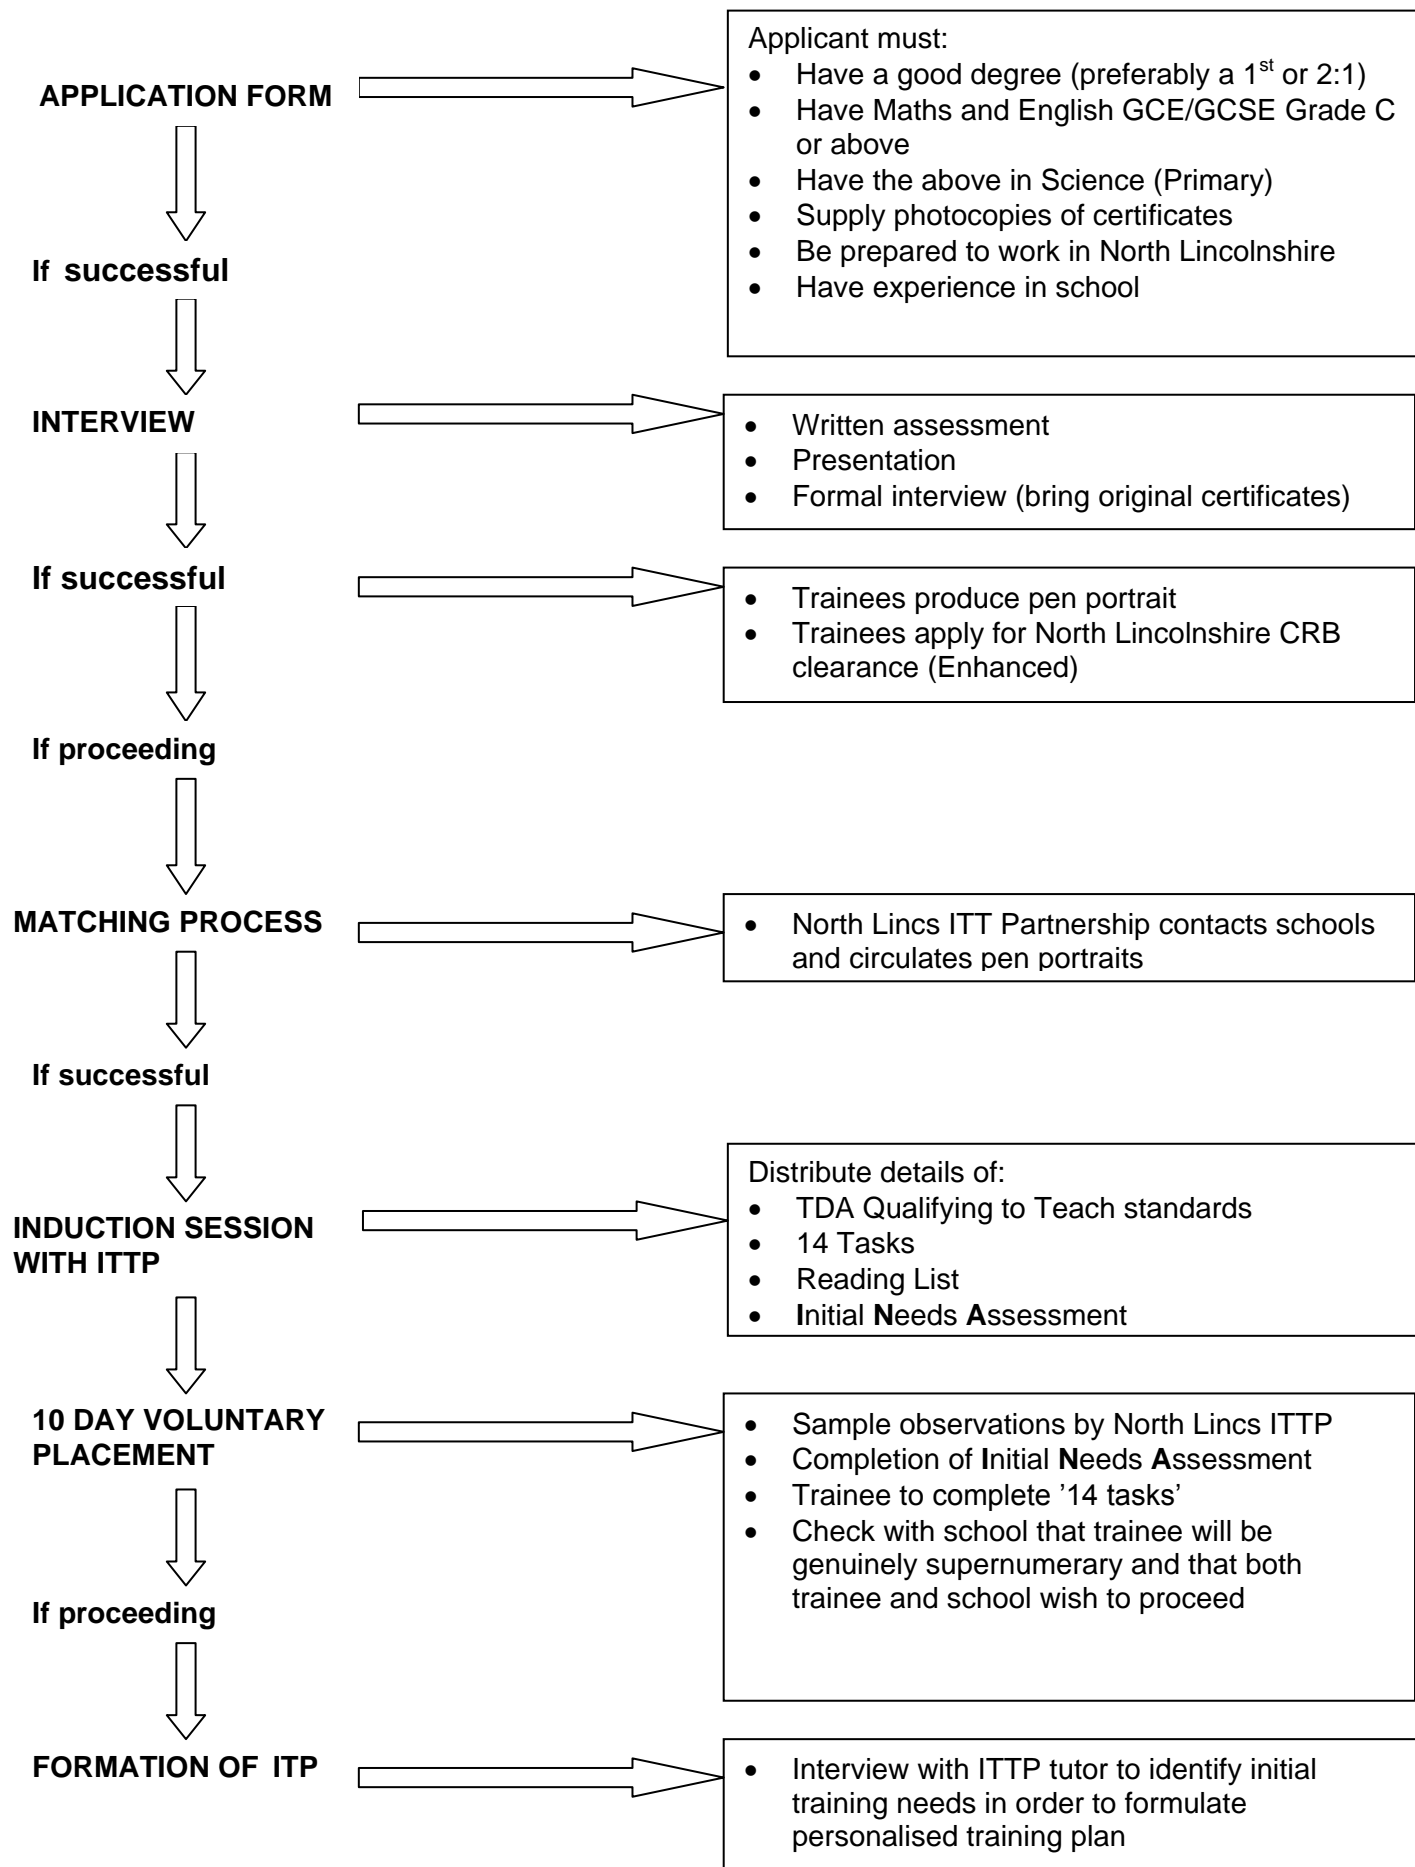 APPLICATION FORM
Applicant must:
• Have a good degree (preferably a 1st or 2:1)
• Have Maths and English GCE/GCSE Grade C
or above
• Have the above in Science (Primary)
• Supply photocopies of certificates
• Be prepared to work in North Lincolnshire
• Have experience in school
If successful
INTERVIEW
• Written assessment
• Presentation
• Formal interview (bring original certificates)
If successful
• Trainees produce pen portrait
• Trainees apply for North Lincolnshire CRB
clearance (Enhanced)
If proceeding
MATCHING PROCESS
• North Lincs ITT Partnership contacts schools
and circulates pen portraits
If successful
INDUCTION SESSION
WITH ITTP
Distribute details of:
• TDA Qualifying to Teach standards
• 14 Tasks
• Reading List
• Initial Needs Assessment
10 DAY VOLUNTARY
PLACEMENT
• Sample observations by North Lincs ITTP
• Completion of Initial Needs Assessment
• Trainee to complete ’14 tasks’
• Check with school that trainee will be
genuinely supernumerary and that both
trainee and school wish to proceed
If proceeding
FORMATION OF ITP
• Interview with ITTP tutor to identify initial
training needs in order to formulate
personalised training plan